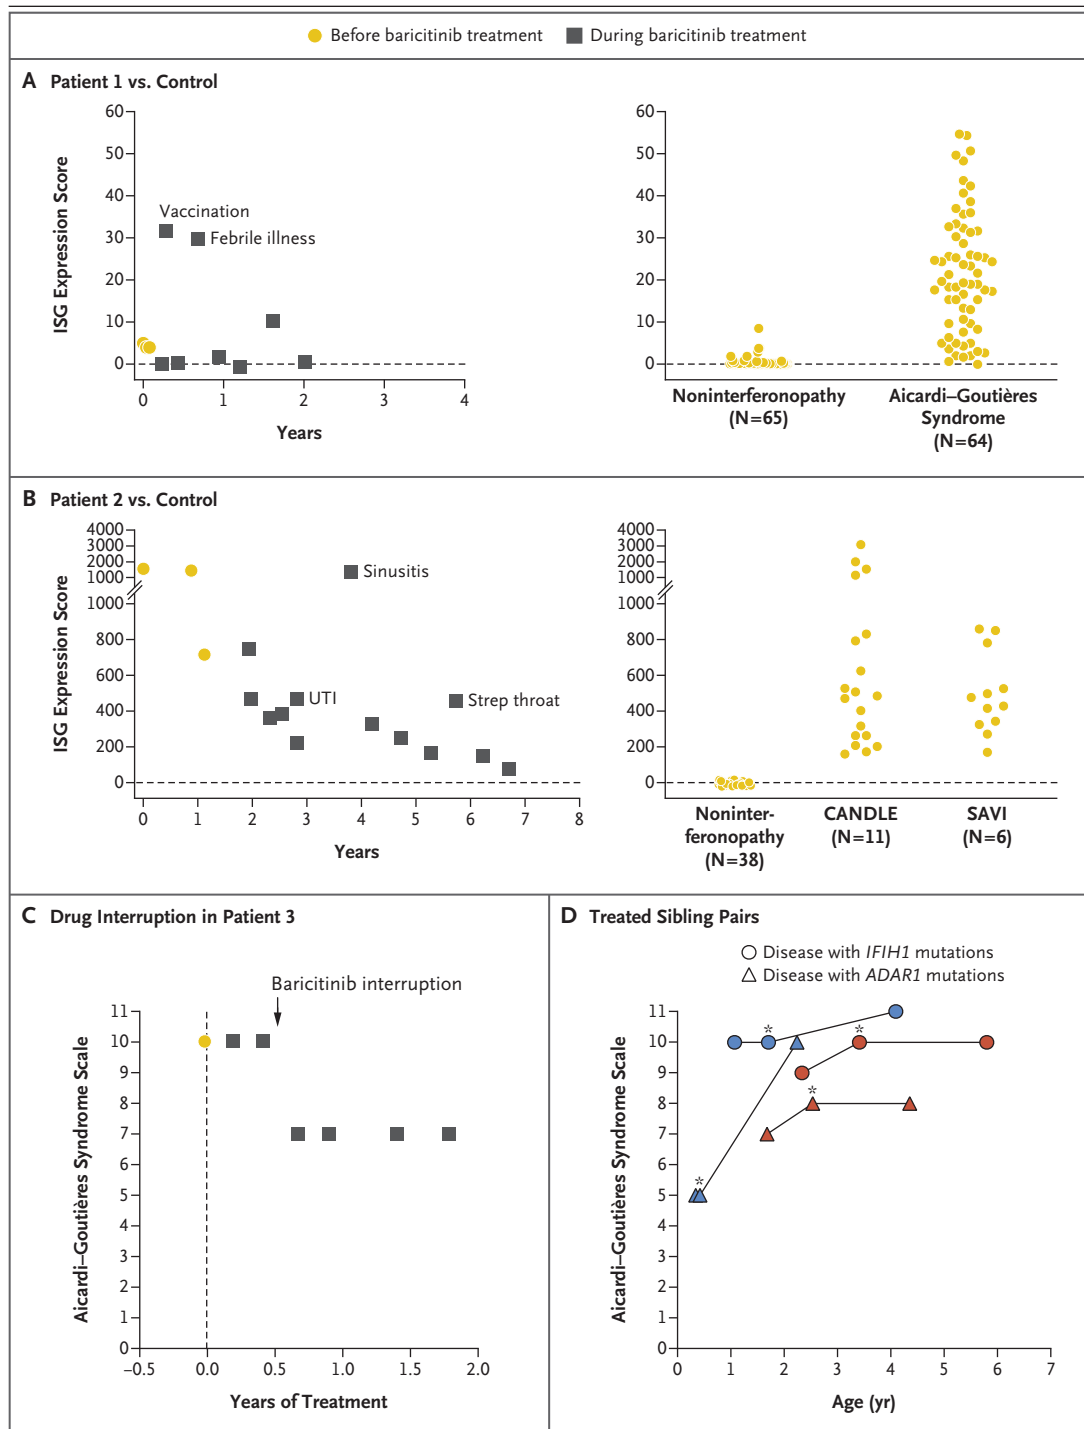 Before baricitinib treatment
During baricitinib treatment
A Patient 1 vs. Control
ISG Expression Score
60
50
40
30
20
10
0
Vaccination
Febrile illness
0 1 2 3 4
Years
60
50
40
30
20
10
0
Noninterferonopathy
(N=65)
Aicardi–Goutières
Syndrome
(N=64)
B Patient 2 vs. Control
ISG Expression Score
4000
3000
2000
1000
1000
800
600
400
200
0
Sinusitis
UTI
Strep throat
0 1 2 3 4 5 6 7 8
Years
4000
3000
2000
1000
1000
800
600
400
200
0
Noninter-
feronopathy
(N=38)
CANDLE
(N=11)
SAVI
(N=6)
C Drug Interruption in Patient 3
Baricitinib interruption
Aicardi–Goutières Syndrome Scale
11
10
9
8
7
6
5
4
3
2
1
0
–0.5 0.0 0.5 1.0 1.5 2.0
Years of Treatment
D Treated Sibling Pairs
Disease with IFIH1 mutations
Disease with ADAR1 mutations
Aicardi–Goutières Syndrome Scale
11
10
9
8
7
6
5
4
3
2
1
0
*
*
*
*
0 1 2 3 4 5 6 7
Age (yr)